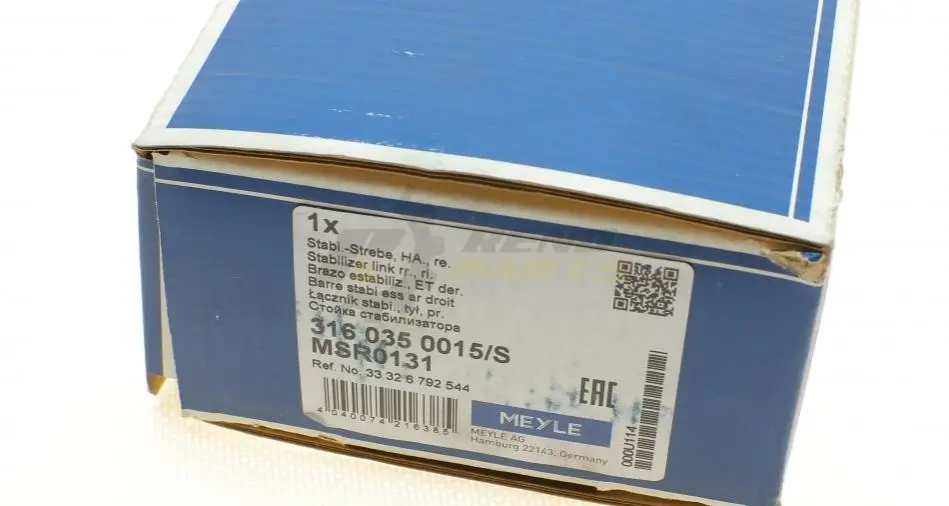 1x
Stabi.-Strebe, HA., re.
Stabilizer link rr., ri.
Brazo estabiliz., ET der.
Barre stabi ess ar droit
Łącznik stabi., tył, pr.
Стойка стабилизатора
316 035 0015/S
MSR0131
Ref. No. 33 32 6 792 544
4 040074 216385
EAC
MEYLE
MEYLE AG
Hamburg 22143, Germany
000U114